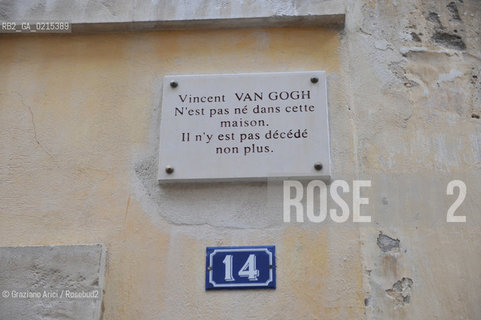 RB2_GA_0215389
Vincent VAN GOGH
N'est pas né dans cette
maison.
Il n'y est pas décédé
non plus.
ROSE 2
14
© Graziano Arici / Rosebud2